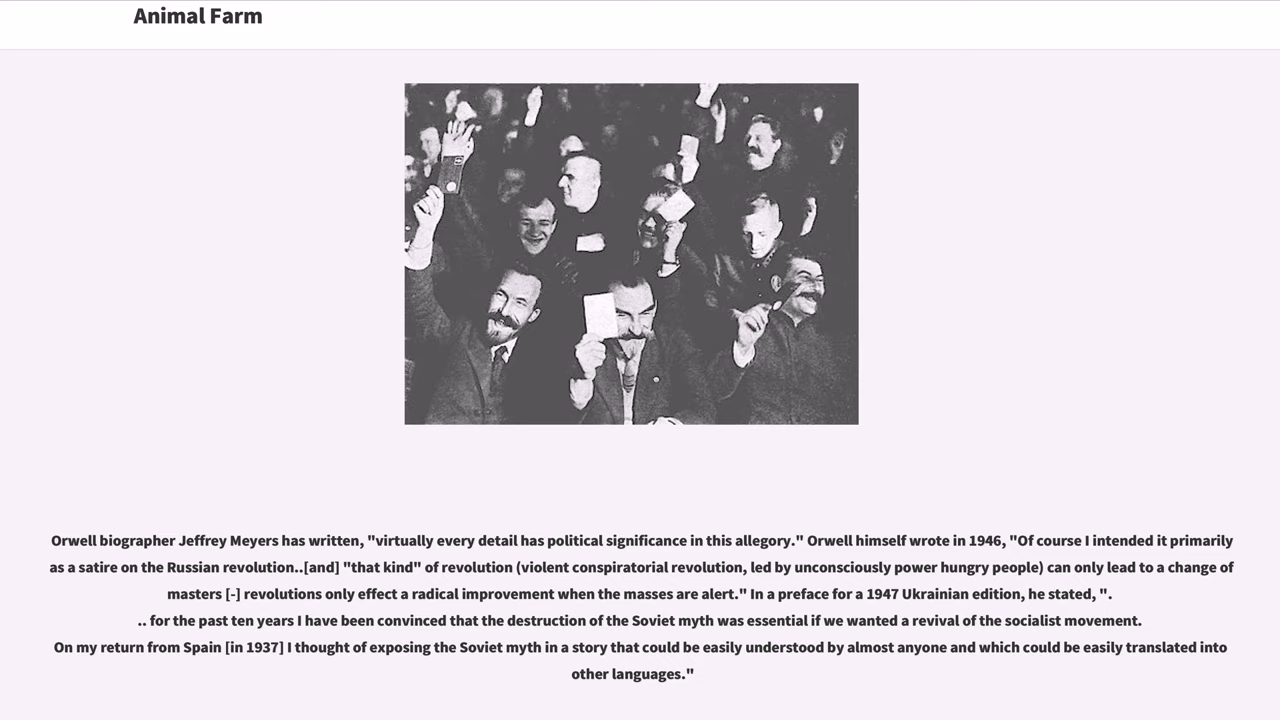 Animal Farm
Orwell biographer Jeffrey Meyers has written, "virtually every detail has political significance in this allegory." Orwell himself wrote in 1946, "Of course I intended it primarily
as a satire on the Russian revolution..[and] "that kind" of revolution (violent conspiratorial revolution, led by unconsciously power hungry people) can only lead to a change of
masters [-] revolutions only effect a radical improvement when the masses are alert." In a preface for a 1947 Ukrainian edition, he stated, ".
.. for the past ten years I have been convinced that the destruction of the Soviet myth was essential if we wanted a revival of the socialist movement.
On my return from Spain [in 1937] I thought of exposing the Soviet myth in a story that could be easily understood by almost anyone and which could be easily translated into
other languages."